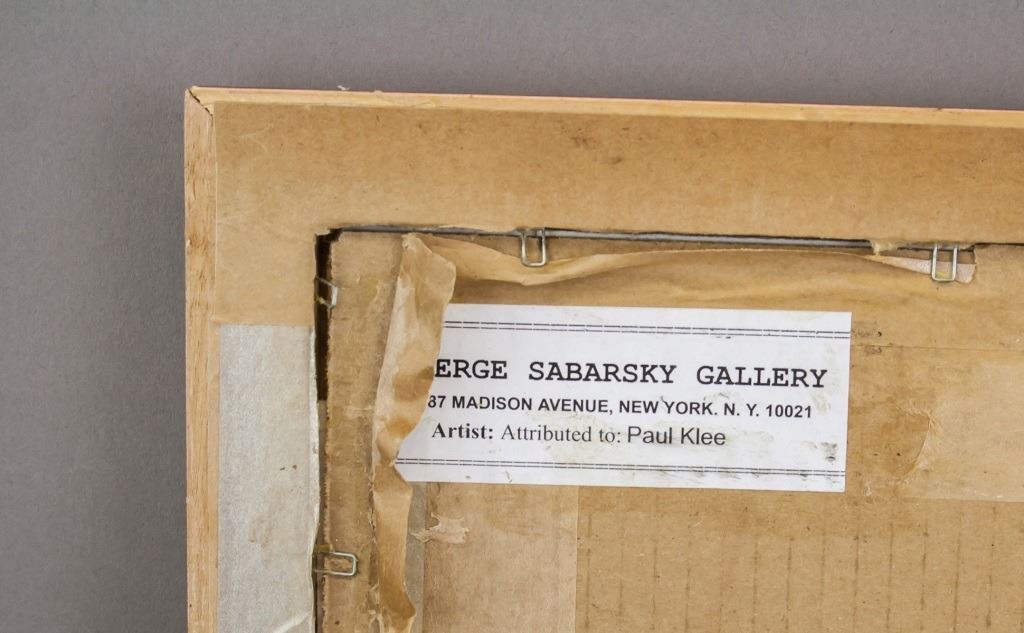 ERGE SABARSKY GALLERY
87 MADISON AVENUE, NEW YORK. N. Y. 10021
Artist: Attributed to: Paul Klee